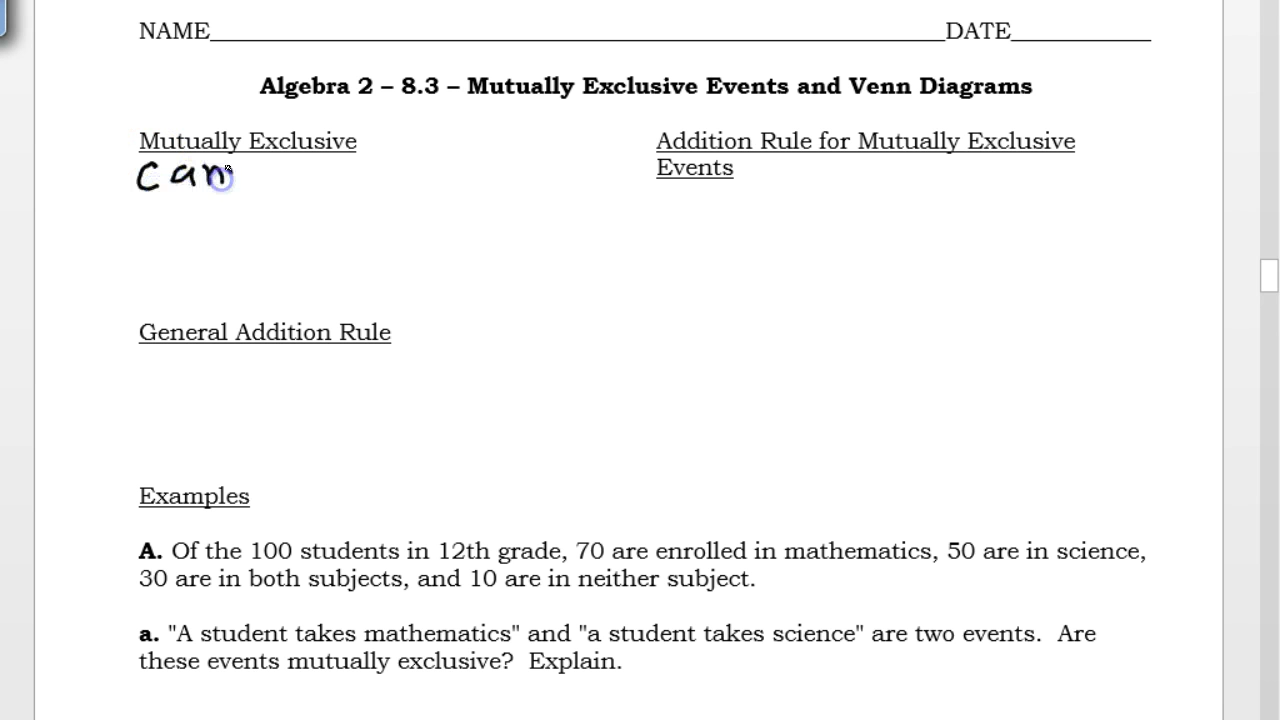 NAME DATE
Algebra 2 – 8.3 – Mutually Exclusive Events and Venn Diagrams
Mutually Exclusive
can
Addition Rule for Mutually Exclusive
Events
General Addition Rule
Examples
A. Of the 100 students in 12th grade, 70 are enrolled in mathematics, 50 are in science,
30 are in both subjects, and 10 are in neither subject.
a. "A student takes mathematics" and "a student takes science" are two events. Are
these events mutually exclusive? Explain.